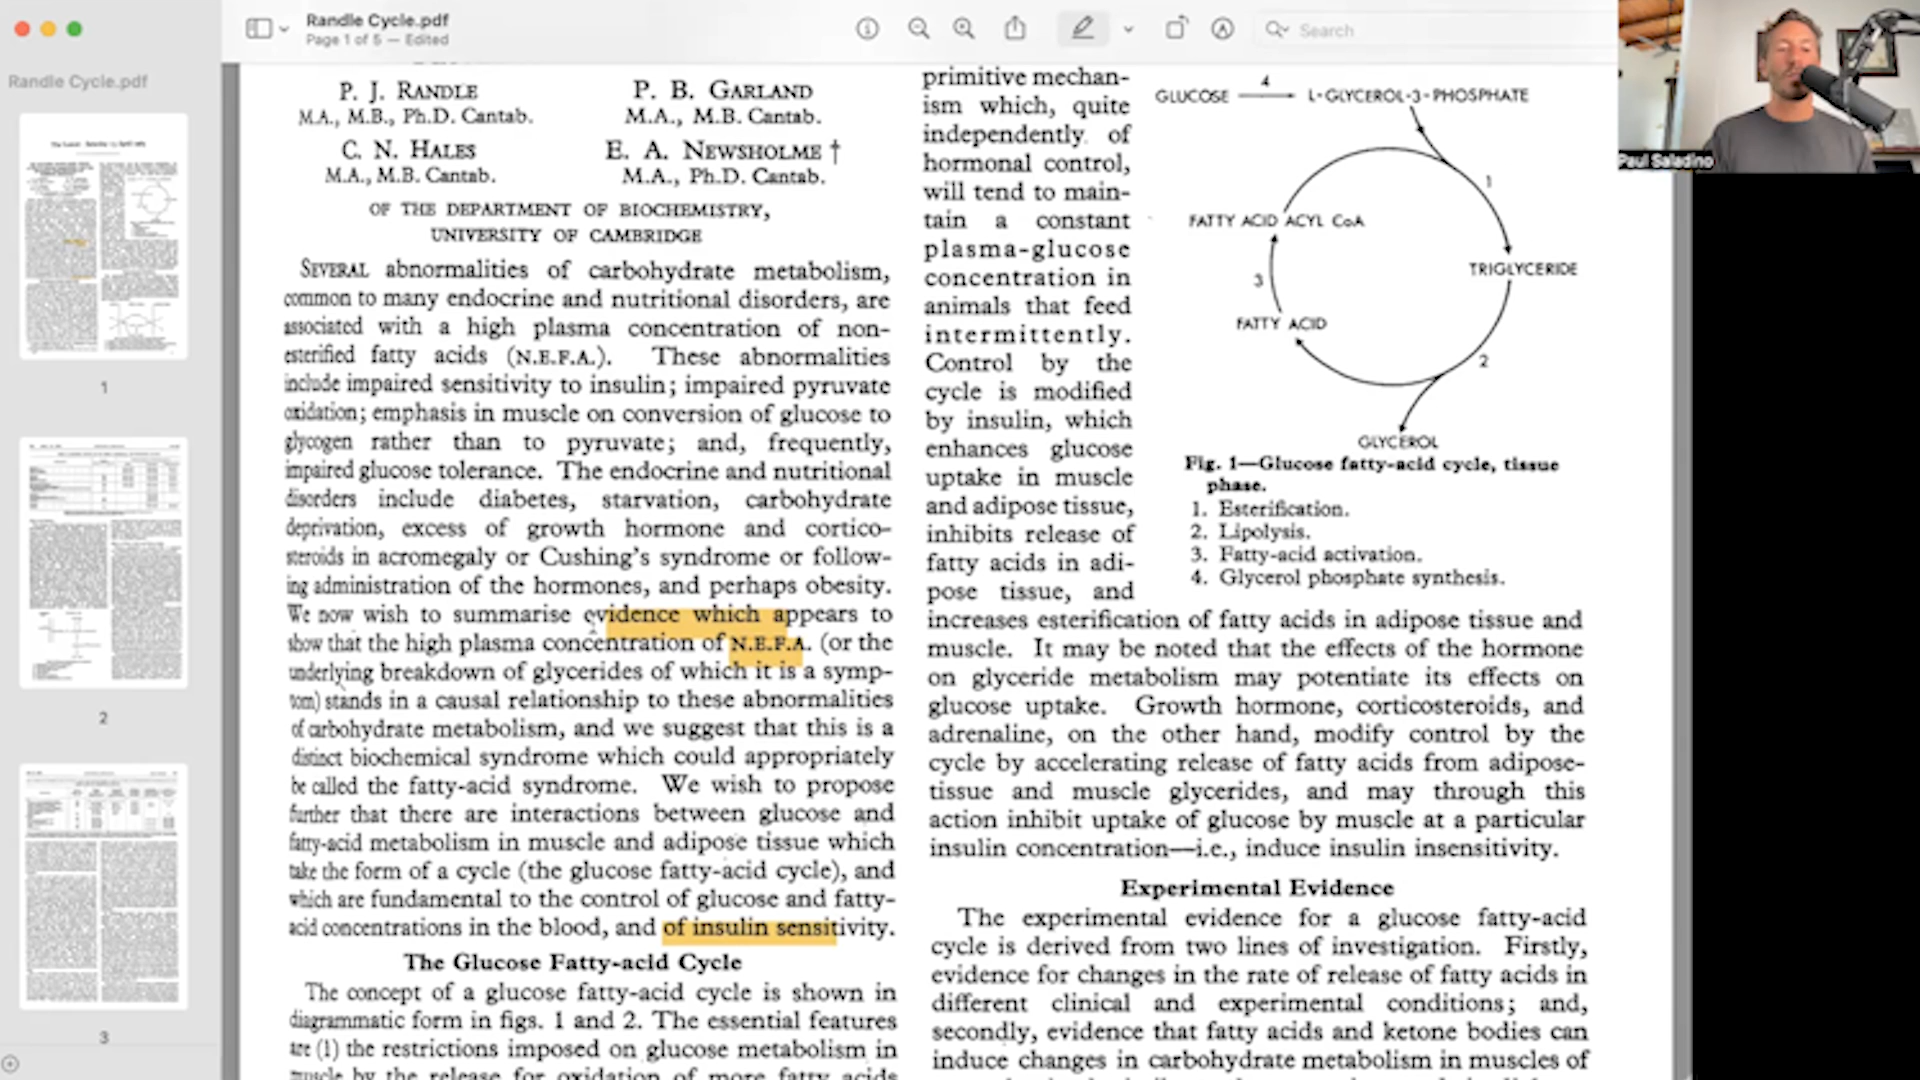 Randle Cycle.pdf
Page 1 of 5 — Edited
Search
Paul Saladino
Randle Cycle.pdf
1
2
3
P. J. RANDLE
M.A., M.B., Ph.D. Cantab.
P. B. GARLAND
M.A., M.B. Cantab.
C. N. HALES
M.A., M.B. Cantab.
E. A. NEWSHOLME †
M.A., Ph.D. Cantab.
OF THE DEPARTMENT OF BIOCHEMISTRY,
UNIVERSITY OF CAMBRIDGE
SEVERAL abnormalities of carbohydrate metabolism,
common to many endocrine and nutritional disorders, are
associated with a high plasma concentration of non-
esterified fatty acids (N.E.F.A.). These abnormalities
include impaired sensitivity to insulin; impaired pyruvate
oxidation; emphasis in muscle on conversion of glucose to
glycogen rather than to pyruvate; and, frequently,
impaired glucose tolerance. The endocrine and nutritional
disorders include diabetes, starvation, carbohydrate
deprivation, excess of growth hormone and cortico-
steroids in acromegaly or Cushing's syndrome or follow-
ing administration of the hormones, and perhaps obesity.
We now wish to summarise evidence which appears to
show that the high plasma concentration of N.E.F.A. (or the
underlying breakdown of glycerides of which it is a symp-
tom) stands in a causal relationship to these abnormalities
of carbohydrate metabolism, and we suggest that this is a
distinct biochemical syndrome which could appropriately
be called the fatty-acid syndrome. We wish to propose
further that there are interactions between glucose and
fatty-acid metabolism in muscle and adipose tissue which
take the form of a cycle (the glucose fatty-acid cycle), and
which are fundamental to the control of glucose and fatty-
acid concentrations in the blood, and of insulin sensitivity.
The Glucose Fatty-acid Cycle
The concept of a glucose fatty-acid cycle is shown in
diagrammatic form in figs. 1 and 2. The essential features
are (1) the restrictions imposed on glucose metabolism in
muscle by the release for oxidation of more fatty acids
primitive mechan-
ism which, quite
independently of
hormonal control,
will tend to main-
tain a constant
plasma-glucose
concentration in
animals that feed
intermittently.
Control by the
cycle is modified
by insulin, which
enhances glucose
uptake in muscle
and adipose tissue,
inhibits release of
fatty acids in adi-
pose tissue, and
GLUCOSE 4 L-GLYCEROL-3-PHOSPHATE
1
FATTY ACID ACYL CoA
TRIGLYCERIDE
3
FATTY ACID
2
GLYCEROL
Fig. 1—Glucose fatty-acid cycle, tissue
phase.
1. Esterification.
2. Lipolysis.
3. Fatty-acid activation.
4. Glycerol phosphate synthesis.
increases esterification of fatty acids in adipose tissue and
muscle. It may be noted that the effects of the hormone
on glyceride metabolism may potentiate its effects on
glucose uptake. Growth hormone, corticosteroids, and
adrenaline, on the other hand, modify control by the
cycle by accelerating release of fatty acids from adipose-
tissue and muscle glycerides, and may through this
action inhibit uptake of glucose by muscle at a particular
insulin concentration—i.e., induce insulin insensitivity.
Experimental Evidence
The experimental evidence for a glucose fatty-acid
cycle is derived from two lines of investigation. Firstly,
evidence for changes in the rate of release of fatty acids in
different clinical and experimental conditions; and,
secondly, evidence that fatty acids and ketone bodies can
induce changes in carbohydrate metabolism in muscles of